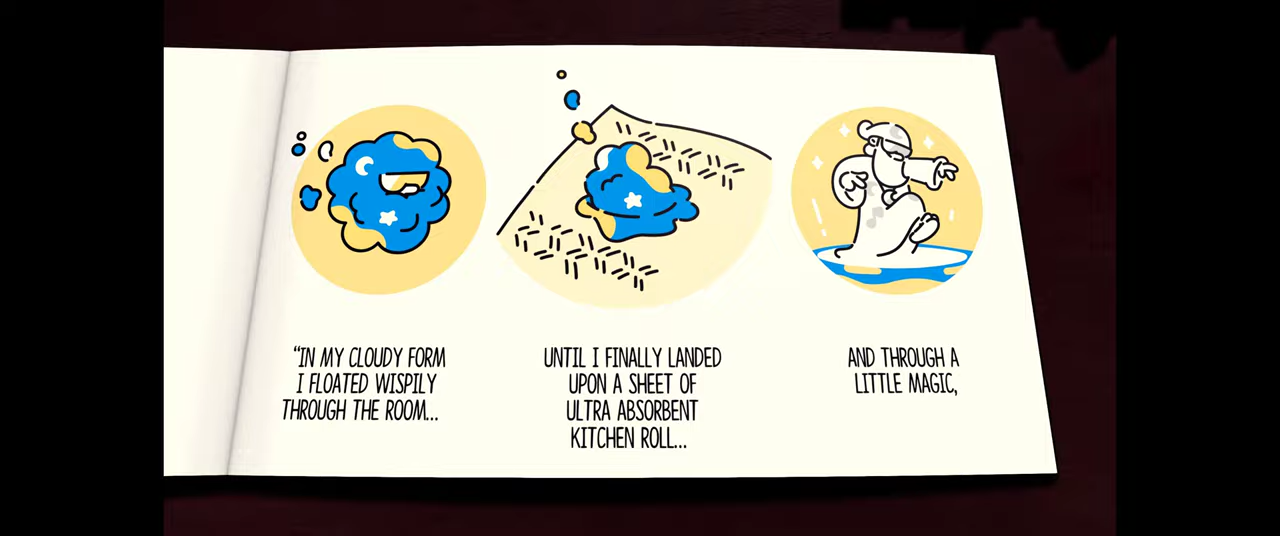 “IN MY CLOUDY FORM
I FLOATED WISPILY
THROUGH THE ROOM...
UNTIL I FINALLY LANDED
UPON A SHEET OF
ULTRA ABSORBENT
KITCHEN ROLL...
AND THROUGH A
LITTLE MAGIC,